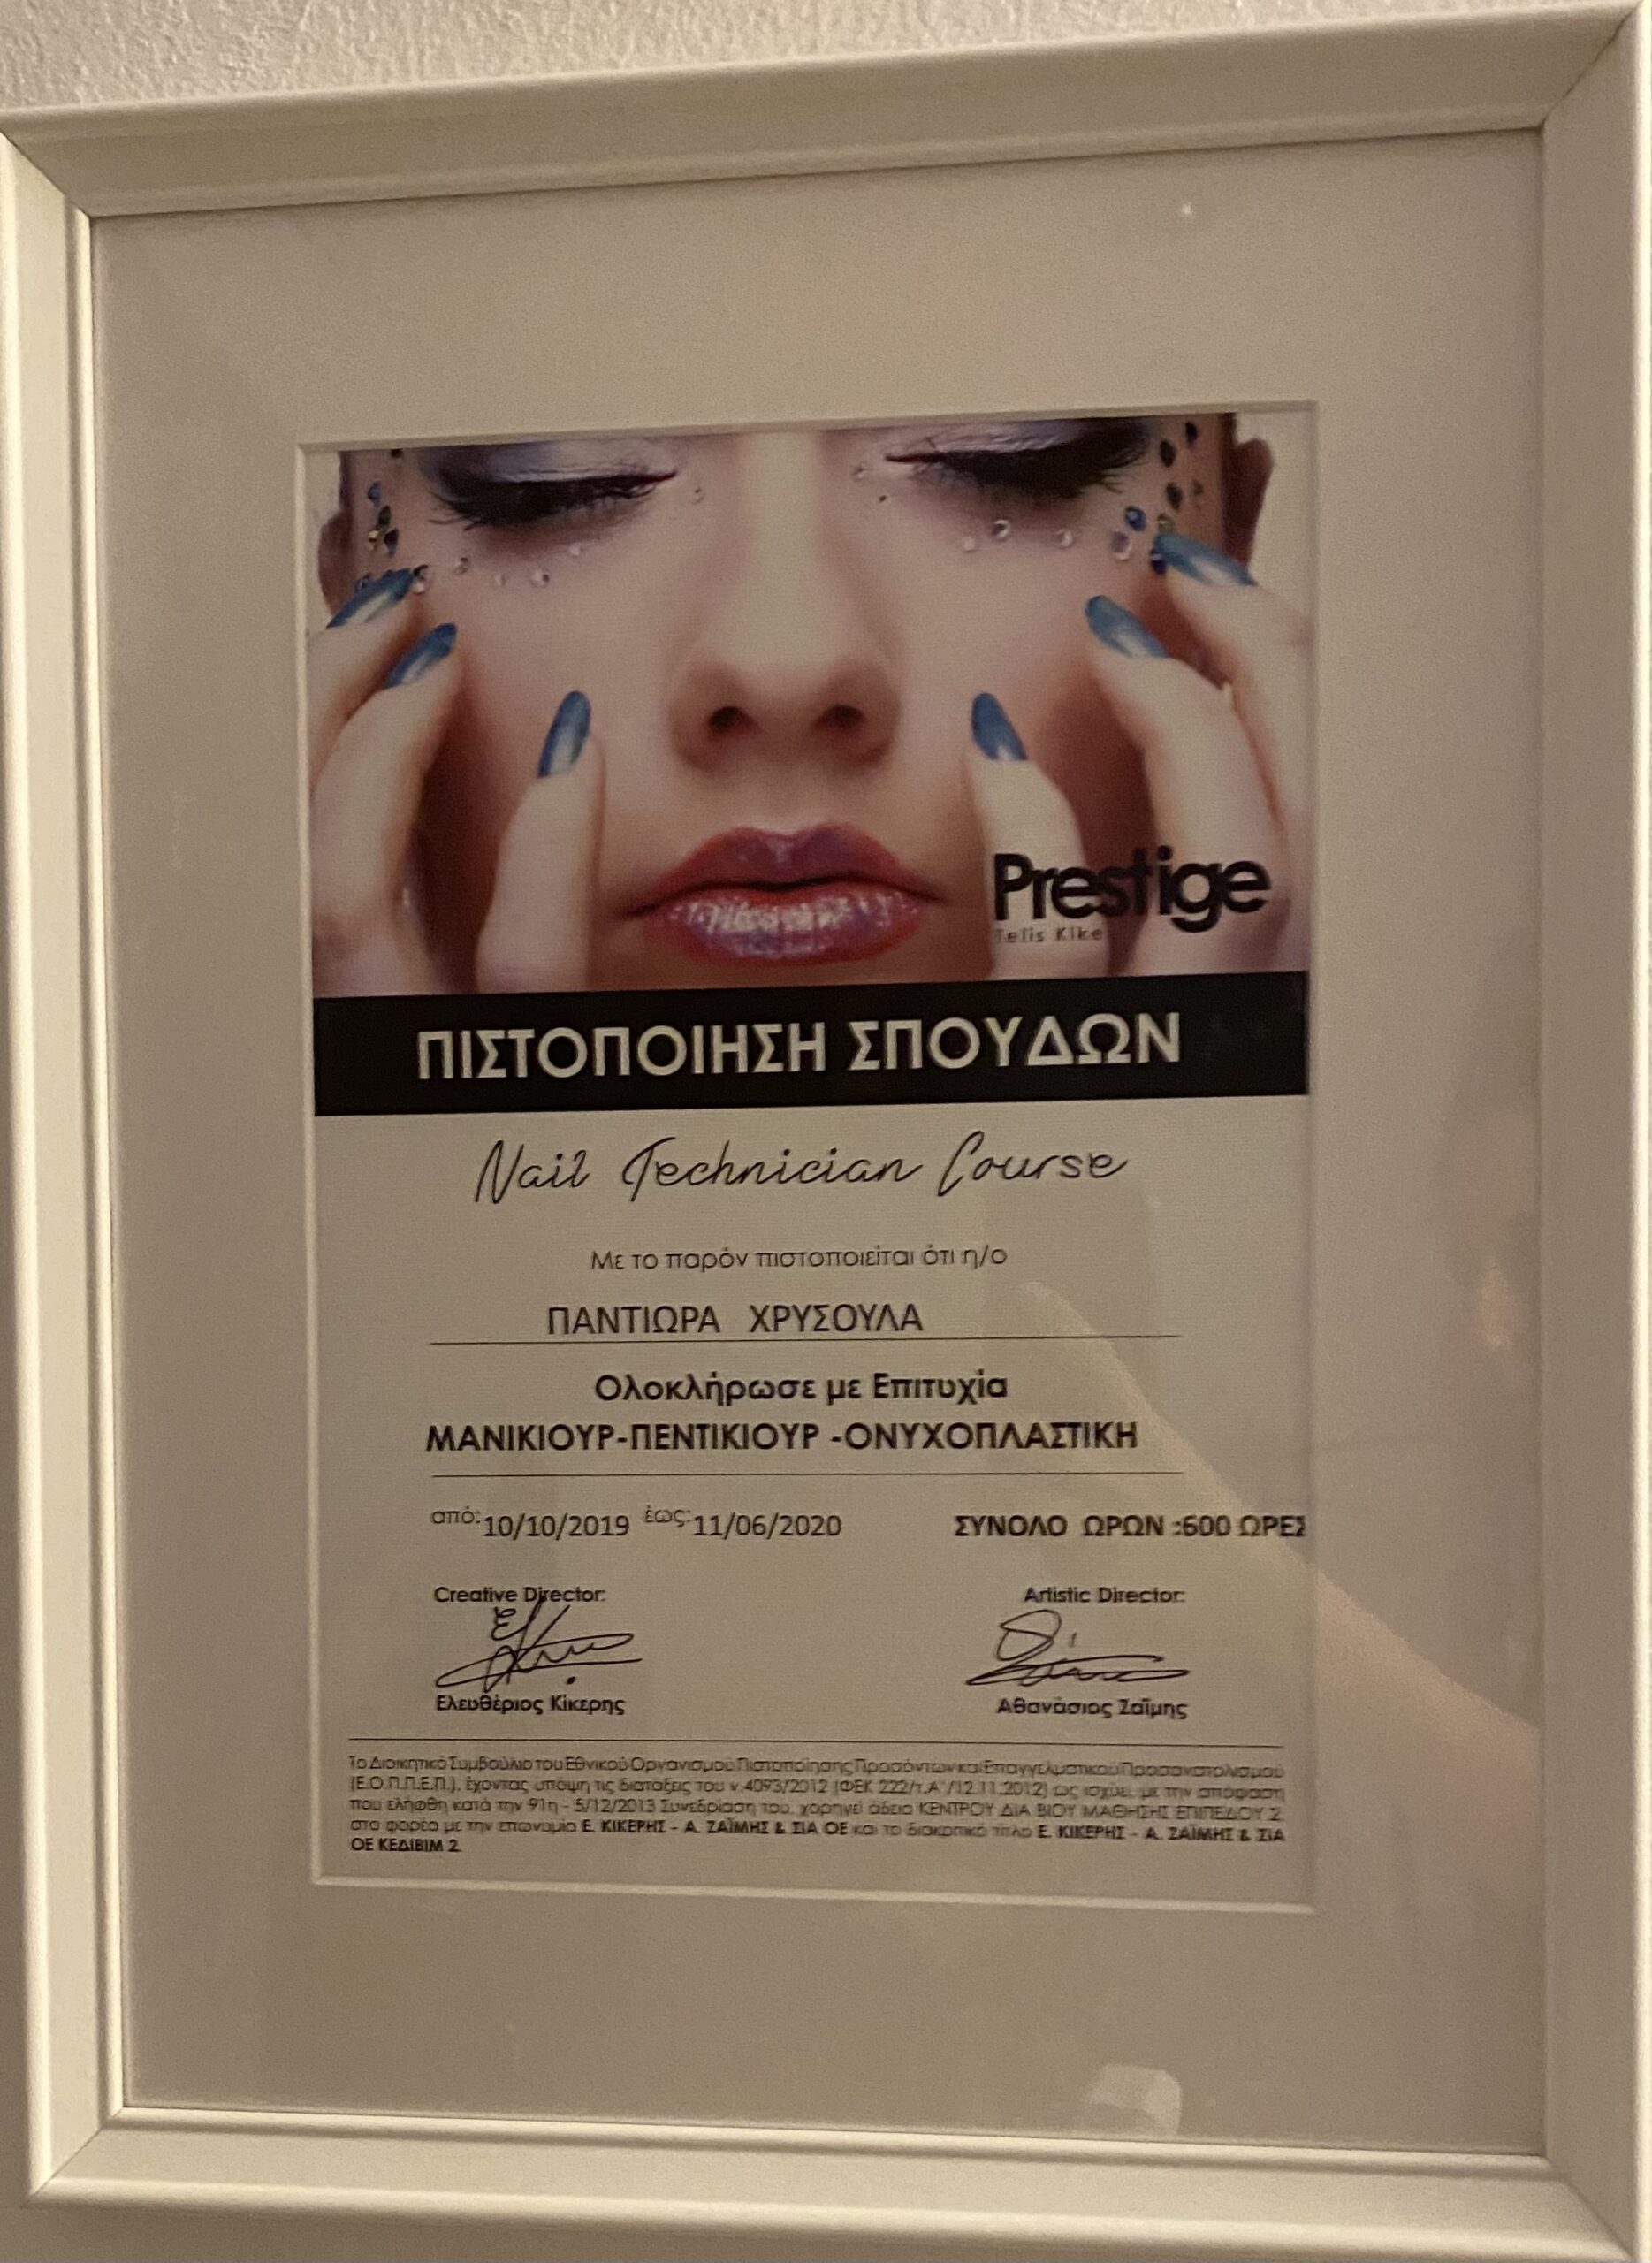 Prestige
Telis Kike
ΠΙΣΤΟΠΟΙΗΣΗ ΣΠΟΥΔΩΝ
Nail Technician Course
Με το παρόν πιστοποιείται ότι η/ο
ΠΑΝΤΙΩΡΑ ΧΡΥΣΟΥΛΑ
Ολοκλήρωσε με Επιτυχία
ΜΑΝΙΚΙΟΥΡ-ΠΕΝΤΙΚΙΟΥΡ -ΟΝΥΧΟΠΛΑΣΤΙΚΗ
από: 10/10/2019 έως: 11/06/2020 ΣΥΝΟΛΟ ΩΡΩΝ :600 ΩΡΕΣ
Creative Director: Artistic Director:
Ελευθέριος Κίκερης Αθανάσιος Ζαΐμης
Το Διοικητικό Συμβούλιο του Εθνικού Οργανισμού Πιστοποίησης Προσόντων και Επαγγελματικού Προσανατολισμού
(Ε.Ο.Π.Π.Ε.Π.), έχοντας υπόψη τις διατάξεις του ν.4093/2012 (ΦΕΚ 222/τ.Α΄/12.11.2012) ως ισχύει, με την απόφαση
που ελήφθη κατά την 91η - 5/12/2013 Συνεδρίαση του, χορηγεί άδεια ΚΕΝΤΡΟΥ ΔΙΑ ΒΙΟΥ ΜΑΘΗΣΗΣ ΕΠΙΠΕΔΟΥ 2
στο φορέα με την επωνυμία Ε. ΚΙΚΕΡΗΣ - Α. ΖΑΪΜΗΣ & ΣΙΑ ΟΕ και το διακριτικό τίτλο Ε. ΚΙΚΕΡΗΣ - Α. ΖΑΪΜΗΣ & ΣΙΑ
ΟΕ ΚΕΔΙΒΙΜ 2.